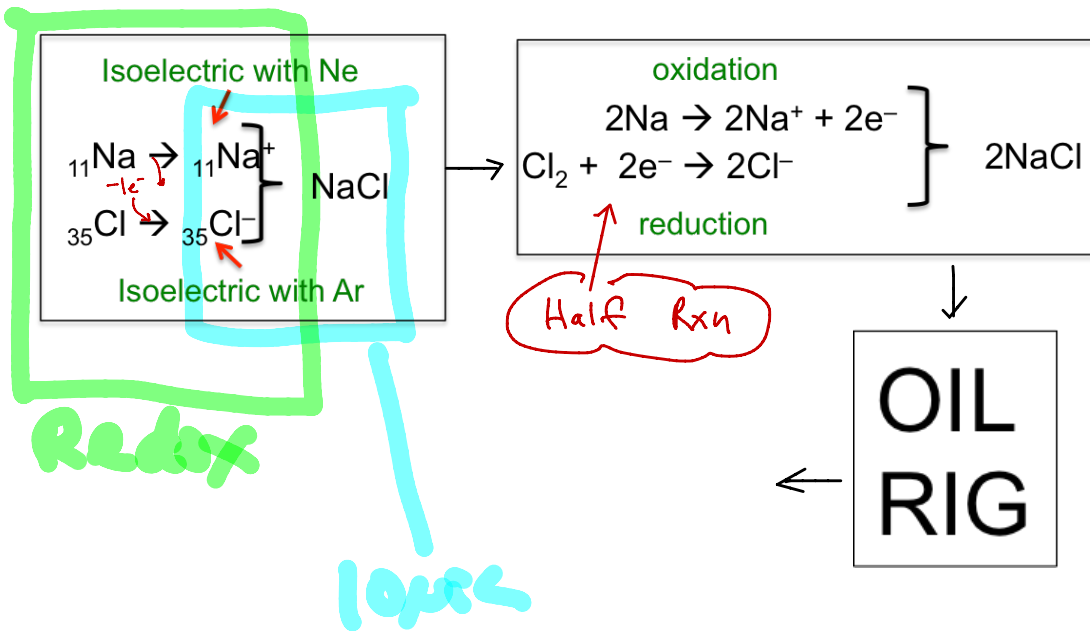 Isoelectric with Ne
₁₁Na → ₁₁Na⁺
–1e⁻
NaCl
₃₅Cl → ₃₅Cl⁻
Isoelectric with Ar
oxidation
2Na → 2Na⁺ + 2e⁻
Cl₂ + 2e⁻ → 2Cl⁻
2NaCl
reduction
Half Rxn
OIL
RIG
Redox
Ionic